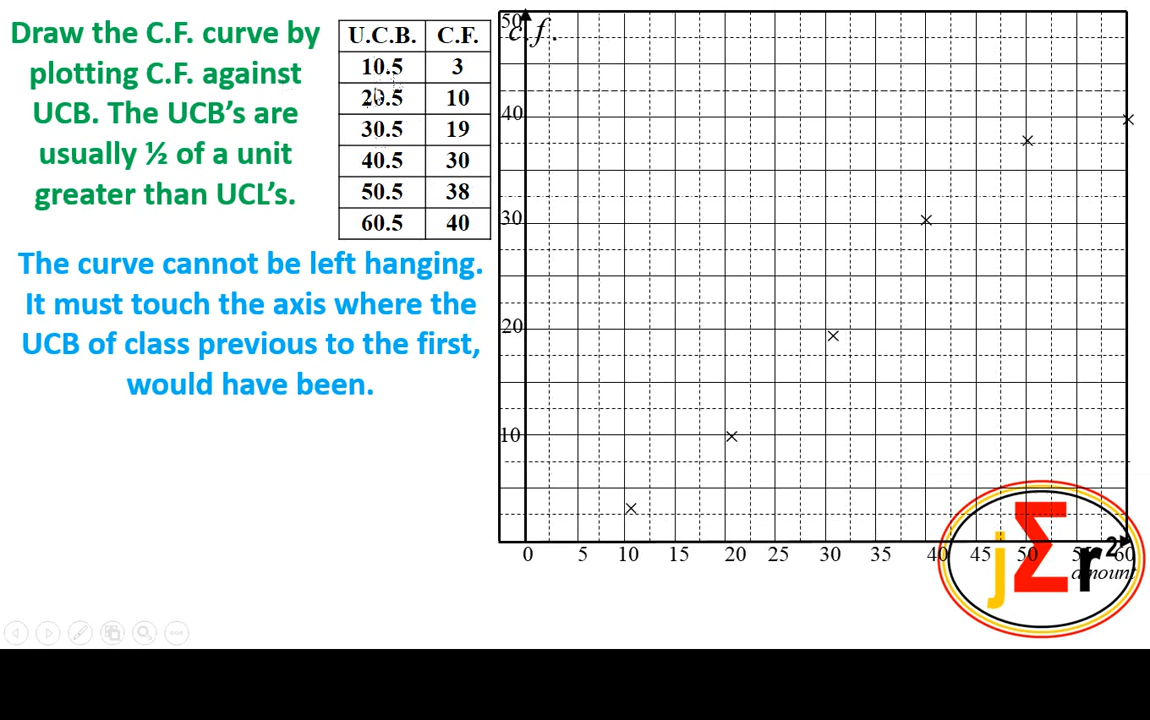 Draw the C.F. curve by
plotting C.F. against
UCB. The UCB's are
usually ½ of a unit
greater than UCL's.
U.C.B. C.F.
10.5 3
20.5 10
30.5 19
40.5 30
50.5 38
60.5 40
The curve cannot be left hanging.
It must touch the axis where the
UCB of class previous to the first,
would have been.
c.f.
50
40
30
20
10
0 5 10 15 20 25 30 35 40 45 50 55 60
amount
jΣr²